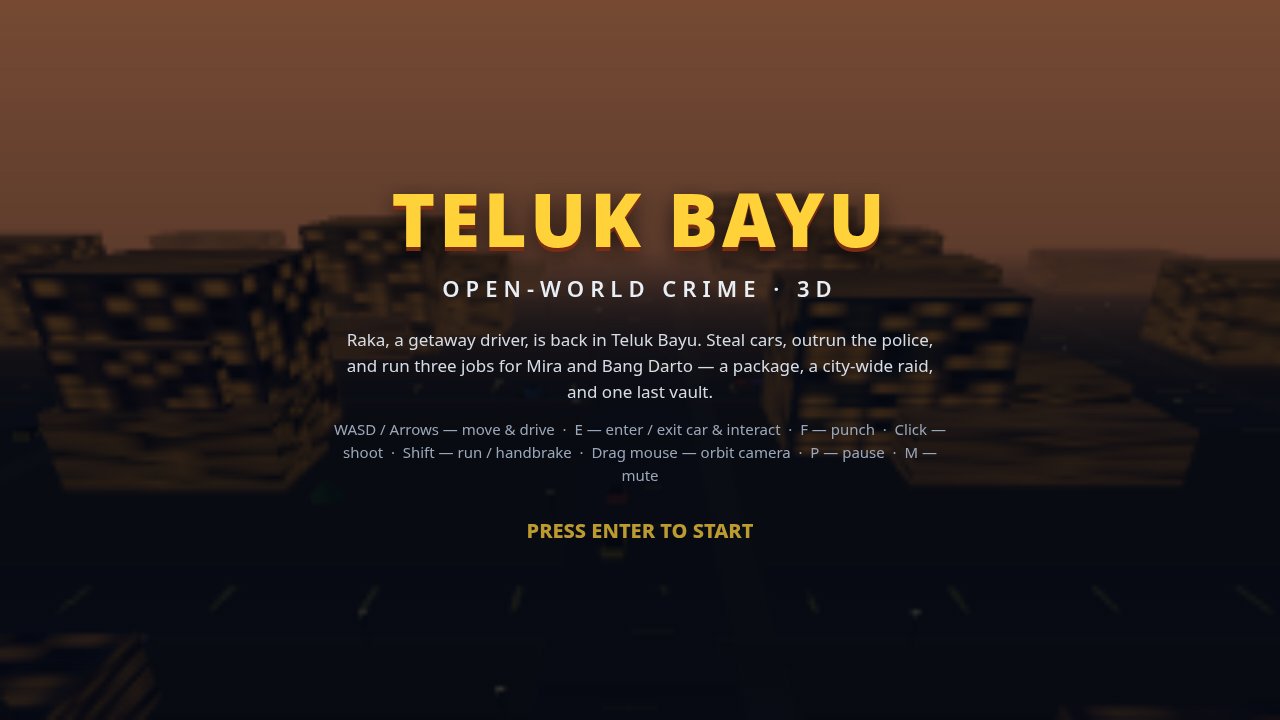 TELUK BAYU
OPEN-WORLD CRIME · 3D
Raka, a getaway driver, is back in Teluk Bayu. Steal cars, outrun the police,
and run three jobs for Mira and Bang Darto — a package, a city-wide raid,
and one last vault.
WASD / Arrows — move & drive · E — enter / exit car & interact · F — punch · Click —
shoot · Shift — run / handbrake · Drag mouse — orbit camera · P — pause · M —
mute
PRESS ENTER TO START